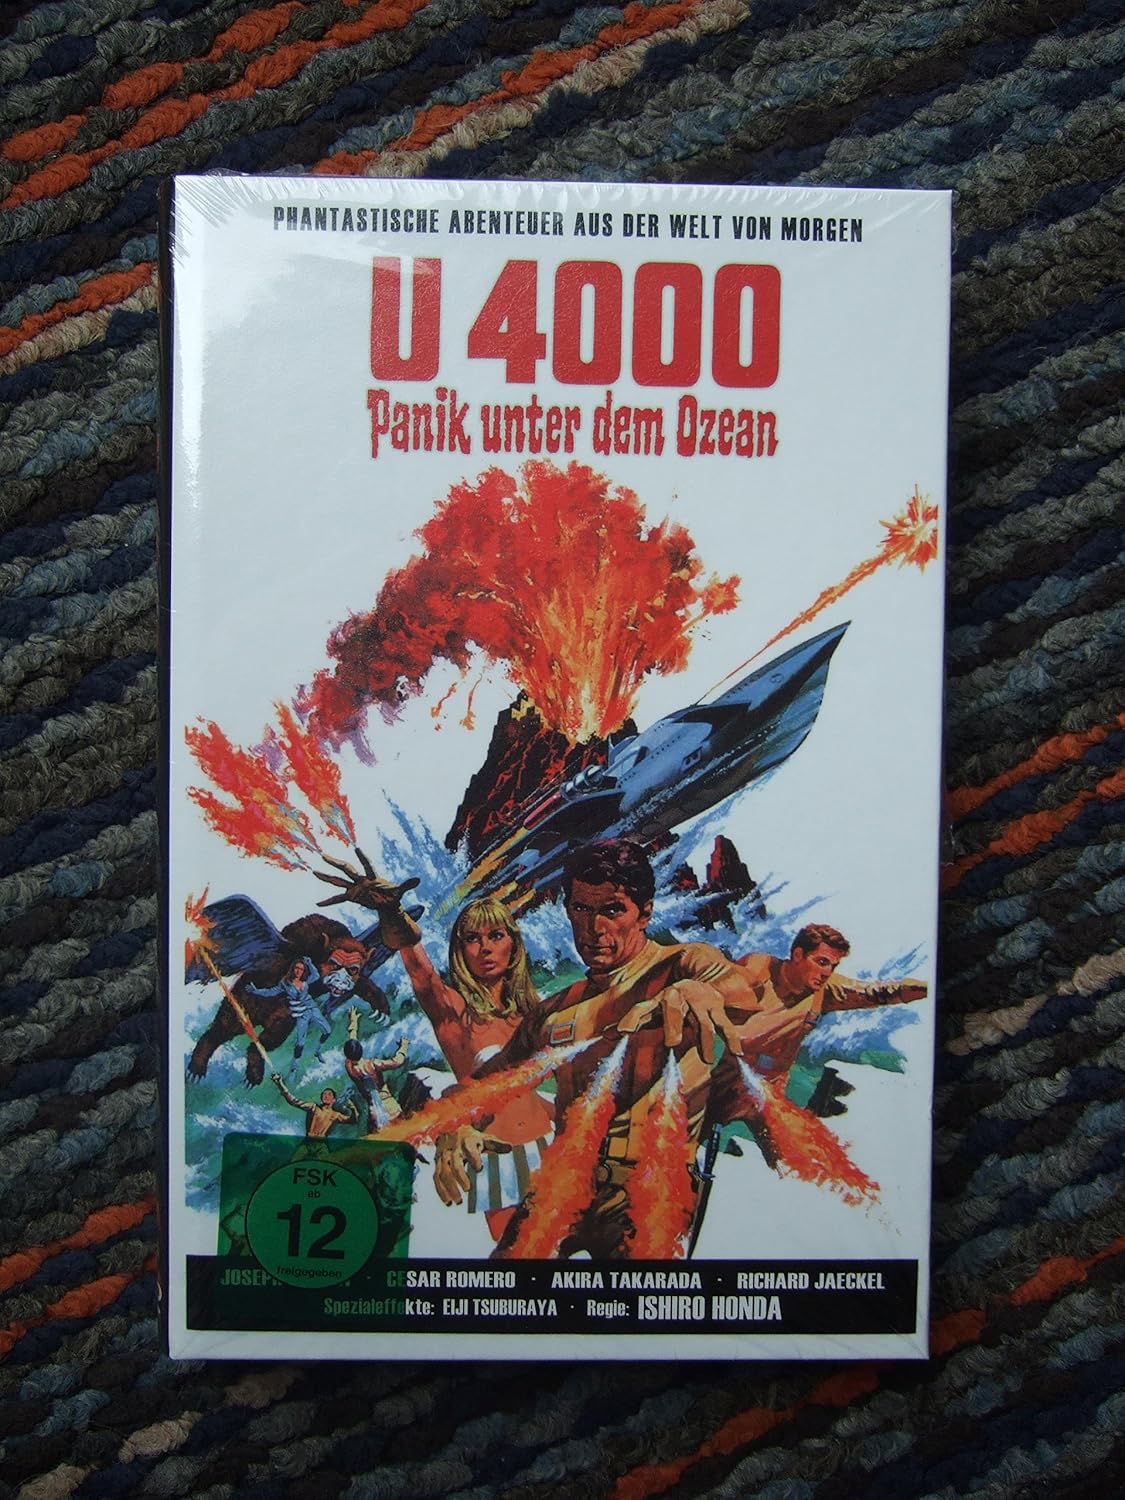 PHANTASTISCHE ABENTEUER AUS DER WELT VON MORGEN
U 4000
Panik unter dem Ozean
FSK
ab
12
freigegeben
JOSEPH · CESAR ROMERO · AKIRA TAKARADA · RICHARD JAECKEL
Spezialeffekte: EIJI TSUBURAYA · Regie: ISHIRO HONDA